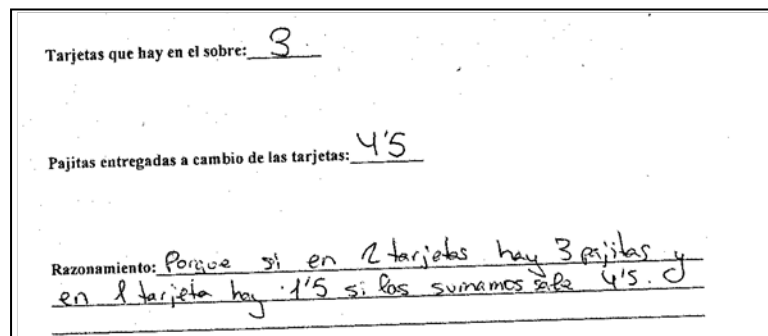 Tarjetas que hay en el sobre: 3
Pajitas entregadas a cambio de las tarjetas: 4'5
Razonamiento: Porque si en 2 tarjetas hay 3 pajitas y
en 1 tarjeta hay 1'5 si los sumamos sale 4'5.